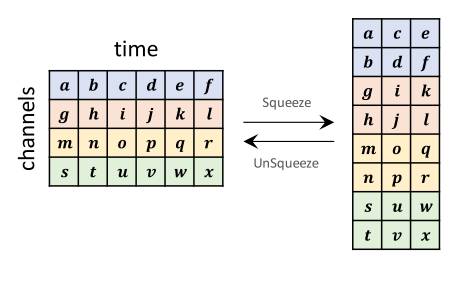 time
channels
a b c d e f
g h i j k l
m n o p q r
s t u v w x
Squeeze
UnSqueeze
a c e
b d f
g i k
h j l
m o q
n p r
s u w
t v x